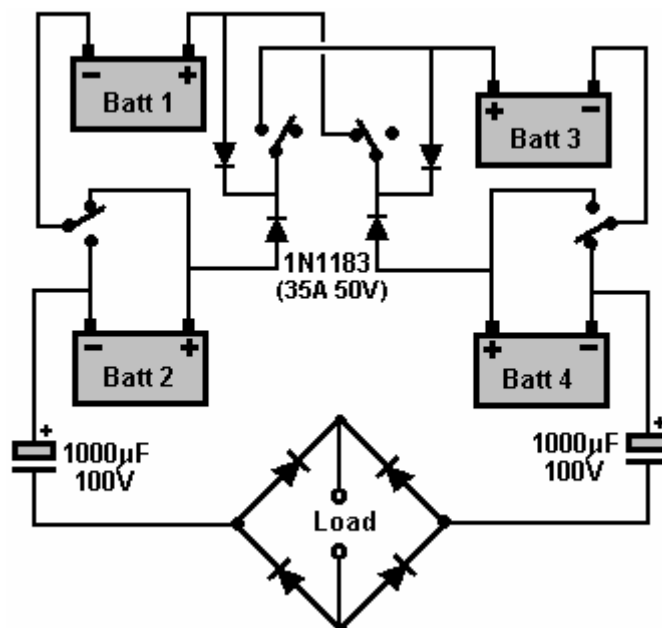 - +
Batt 1
+ -
Batt 3
1N1183
(35A 50V)
- +
Batt 2
+ -
Batt 4
+
1000µF
100V
+
1000µF
100V
Load